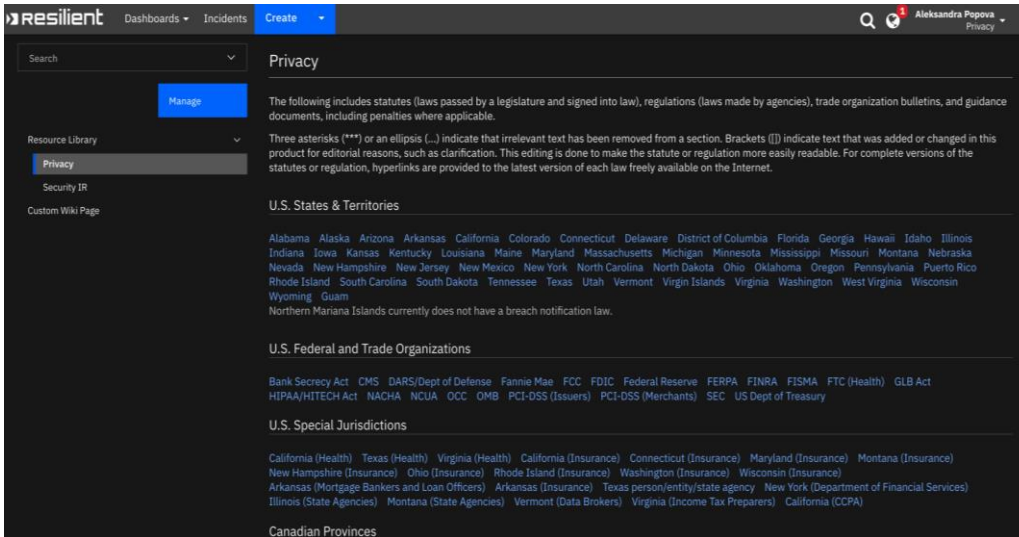 Resilient
Dashboards
Incidents
Create
1
Aleksandra Popova
Privacy
Search
Manage
Resource Library
Privacy
Security IR
Custom Wiki Page
Privacy
The following includes statutes (laws passed by a legislature and signed into law), regulations (laws made by agencies), trade organization bulletins, and guidance
documents, including penalties where applicable.
Three asterisks (***) or an ellipsis (...) indicate that irrelevant text has been removed from a section. Brackets ([]) indicate text that was added or changed in this
product for editorial reasons, such as clarification. This editing is done to make the statute or regulation more easily readable. For complete versions of the
statutes or regulation, hyperlinks are provided to the latest version of each law freely available on the Internet.
U.S. States & Territories
Alabama Alaska Arizona Arkansas California Colorado Connecticut Delaware District of Columbia Florida Georgia Hawaii Idaho Illinois
Indiana Iowa Kansas Kentucky Louisiana Maine Maryland Massachusetts Michigan Minnesota Mississippi Missouri Montana Nebraska
Nevada New Hampshire New Jersey New Mexico New York North Carolina North Dakota Ohio Oklahoma Oregon Pennsylvania Puerto Rico
Rhode Island South Carolina South Dakota Tennessee Texas Utah Vermont Virgin Islands Virginia Washington West Virginia Wisconsin
Wyoming Guam
Northern Mariana Islands currently does not have a breach notification law.
U.S. Federal and Trade Organizations
Bank Secrecy Act CMS DARS/Dept of Defense Fannie Mae FCC FDIC Federal Reserve FERPA FINRA FISMA FTC (Health) GLB Act
HIPAA/HITECH Act NACHA NCUA OCC OMB PCI-DSS (Issuers) PCI-DSS (Merchants) SEC US Dept of Treasury
U.S. Special Jurisdictions
California (Health) Texas (Health) Virginia (Health) California (Insurance) Connecticut (Insurance) Maryland (Insurance) Montana (Insurance)
New Hampshire (Insurance) Ohio (Insurance) Rhode Island (Insurance) Washington (Insurance) Wisconsin (Insurance)
Arkansas (Mortgage Bankers and Loan Officers) Arkansas (Insurance) Texas person/entity/state agency New York (Department of Financial Services)
Illinois (State Agencies) Montana (State Agencies) Vermont (Data Brokers) Virginia (Income Tax Preparers) California (CCPA)
Canadian Provinces